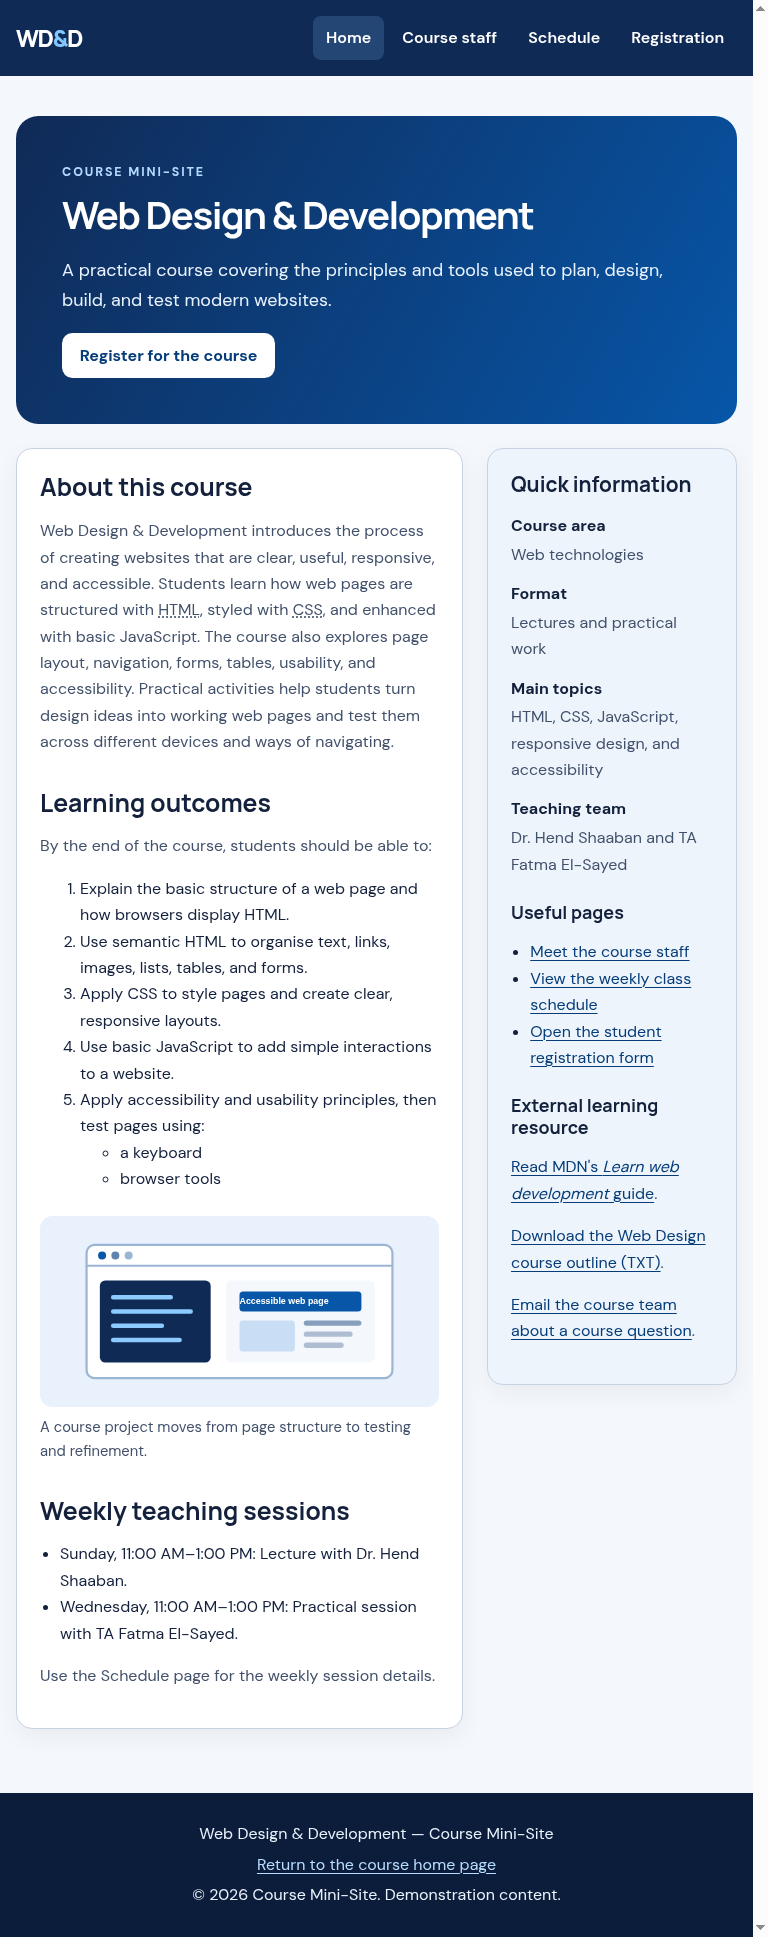 WD&D
Home
Course staff
Schedule
Registration
COURSE MINI-SITE
Web Design & Development
A practical course covering the principles and tools used to plan, design,
build, and test modern websites.
Register for the course
About this course
Web Design & Development introduces the process
of creating websites that are clear, useful, responsive,
and accessible. Students learn how web pages are
structured with HTML, styled with CSS, and enhanced
with basic JavaScript. The course also explores page
layout, navigation, forms, tables, usability, and
accessibility. Practical activities help students turn
design ideas into working web pages and test them
across different devices and ways of navigating.
Learning outcomes
By the end of the course, students should be able to:
1. Explain the basic structure of a web page and
how browsers display HTML.
2. Use semantic HTML to organise text, links,
images, lists, tables, and forms.
3. Apply CSS to style pages and create clear,
responsive layouts.
4. Use basic JavaScript to add simple interactions
to a website.
5. Apply accessibility and usability principles, then
test pages using:
a keyboard
browser tools
Accessible web page
A course project moves from page structure to testing
and refinement.
Weekly teaching sessions
Sunday, 11:00 AM–1:00 PM: Lecture with Dr. Hend
Shaaban.
Wednesday, 11:00 AM–1:00 PM: Practical session
with TA Fatma El-Sayed.
Use the Schedule page for the weekly session details.
Quick information
Course area
Web technologies
Format
Lectures and practical
work
Main topics
HTML, CSS, JavaScript,
responsive design, and
accessibility
Teaching team
Dr. Hend Shaaban and TA
Fatma El-Sayed
Useful pages
Meet the course staff
View the weekly class
schedule
Open the student
registration form
External learning
resource
Read MDN's Learn web
development guide.
Download the Web Design
course outline (TXT).
Email the course team
about a course question.
Web Design & Development — Course Mini-Site
Return to the course home page
© 2026 Course Mini-Site. Demonstration content.